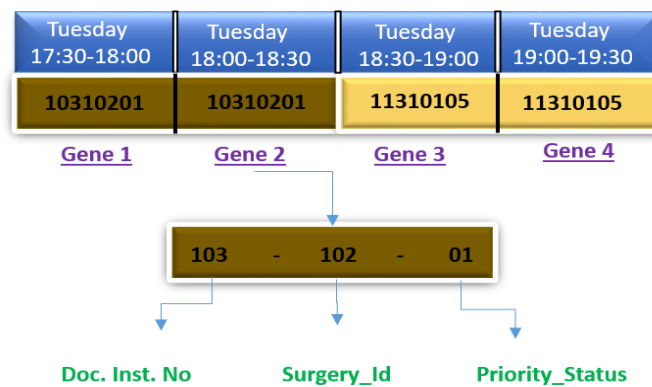 Tuesday 17:30-18:00
Tuesday 18:00-18:30
Tuesday 18:30-19:00
Tuesday 19:00-19:30
10310201 10310201 11310105 11310105
Gene 1 Gene 2 Gene 3 Gene 4
103 - 102 - 01
Doc. Inst. No Surgery_Id Priority_Status